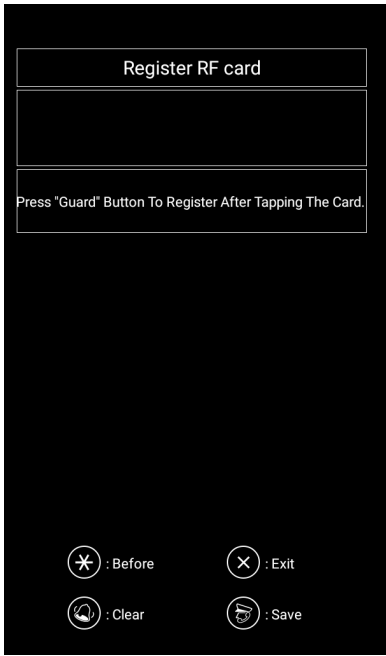 Register RF card
Press "Guard" Button To Register After Tapping The Card.
: Before
: Exit
: Clear
: Save